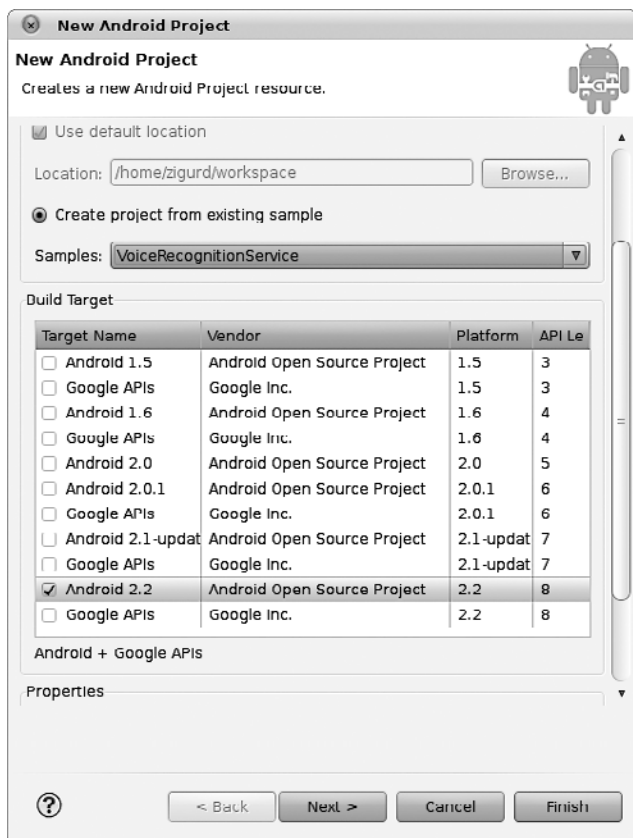 New Android Project
New Android Project
Creates a new Android Project resource.
Use default location
Location: /home/zigurd/workspace Browse...
Create project from existing sample
Samples: VoiceRecognitionService
Build Target
Target Name Vendor Platform API Le
Android 1.5 Android Open Source Project 1.5 3
Google APIs Google Inc. 1.5 3
Android 1.6 Android Open Source Project 1.6 4
Google APIs Google Inc. 1.6 4
Android 2.0 Android Open Source Project 2.0 5
Android 2.0.1 Android Open Source Project 2.0.1 6
Google APIs Google Inc. 2.0.1 6
Android 2.1-updat Android Open Source Project 2.1-updat 7
Google APIs Google Inc. 2.1-updat 7
Android 2.2 Android Open Source Project 2.2 8
Google APIs Google Inc. 2.2 8
Android + Google APIs
Properties
? < Back Next > Cancel Finish